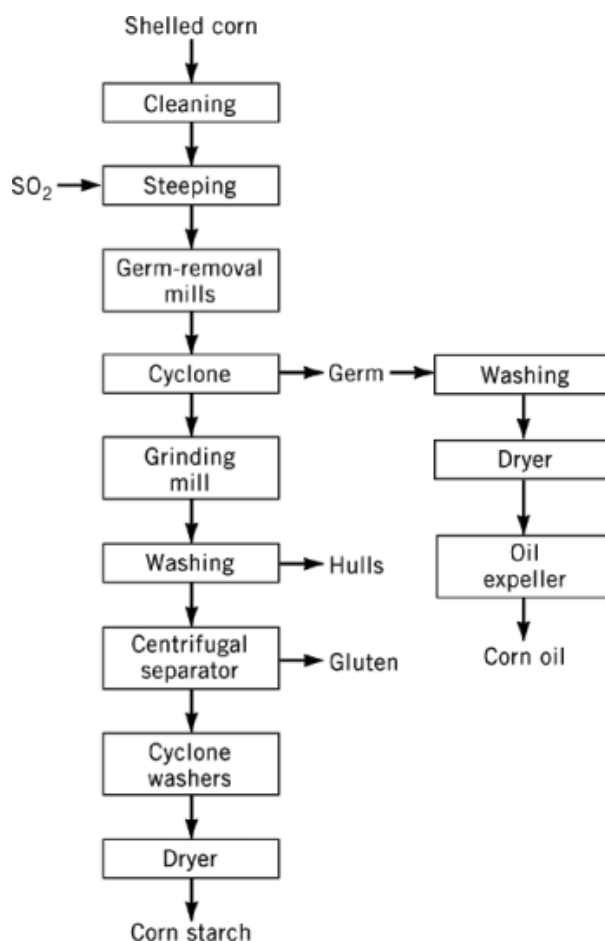 Shelled corn
Cleaning
SO₂
Steeping
Germ-removal
mills
Cyclone
Germ
Washing
Grinding
mill
Dryer
Washing
Hulls
Oil
expeller
Centrifugal
separator
Gluten
Corn oil
Cyclone
washers
Dryer
Corn starch